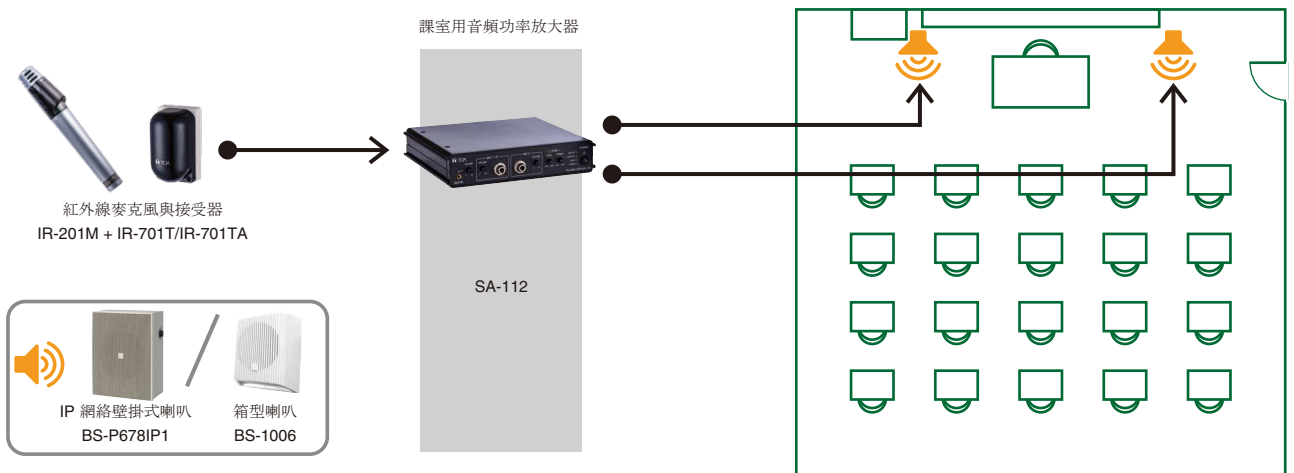 課室用音頻功率放大器
TOA
紅外線麥克風與接受器
IR-201M + IR-701T/IR-701TA
SA-112
IP 網絡壁掛式喇叭
BS-P678IP1
箱型喇叭
BS-1006